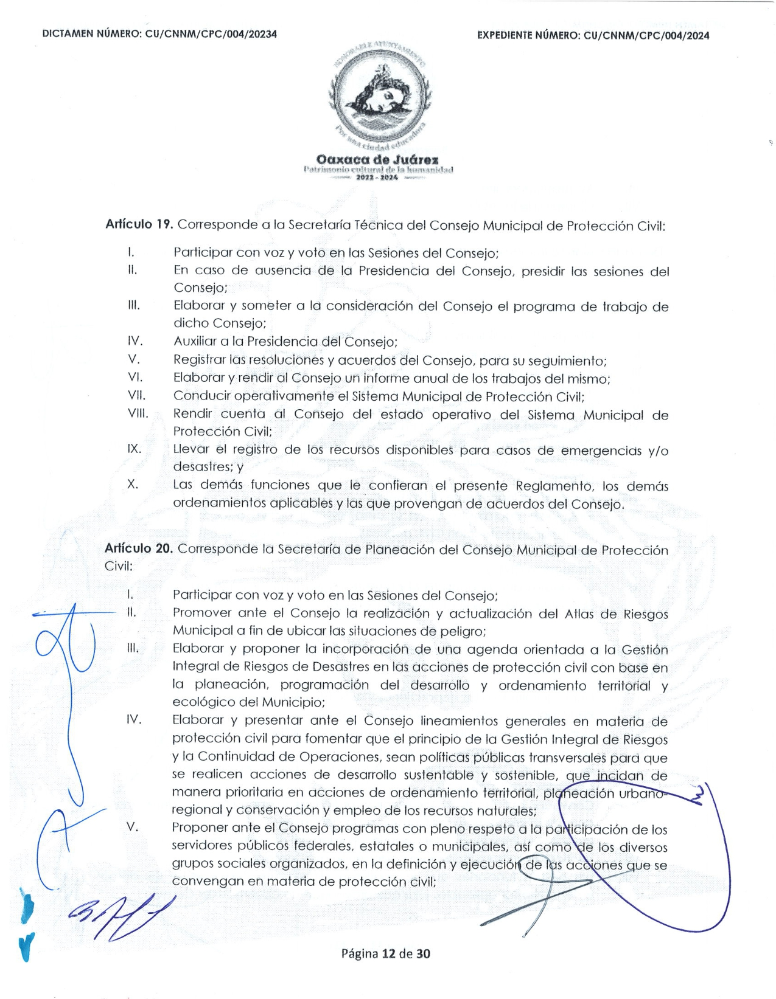 DICTAMEN NÚMERO: CU/CNNM/CPC/004/20234
EXPEDIENTE NÚMERO: CU/CNNM/CPC/004/2024
HONORABLE AYUNTAMIENTO
Por una ciudad educadora
Oaxaca de Juárez
Patrimonio cultural de la humanidad
2022 - 2024
Artículo 19. Corresponde a la Secretaría Técnica del Consejo Municipal de Protección Civil:
I. Participar con voz y voto en las Sesiones del Consejo;
II. En caso de ausencia de la Presidencia del Consejo, presidir las sesiones del
Consejo;
III. Elaborar y someter a la consideración del Consejo el programa de trabajo de
dicho Consejo;
IV. Auxiliar a la Presidencia del Consejo;
V. Registrar las resoluciones y acuerdos del Consejo, para su seguimiento;
VI. Elaborar y rendir al Consejo un informe anual de los trabajos del mismo;
VII. Conducir operativamente el Sistema Municipal de Protección Civil;
VIII. Rendir cuenta al Consejo del estado operativo del Sistema Municipal de
Protección Civil;
IX. Llevar el registro de los recursos disponibles para casos de emergencias y/o
desastres; y
X. Las demás funciones que le confieran el presente Reglamento, los demás
ordenamientos aplicables y las que provengan de acuerdos del Consejo.
Artículo 20. Corresponde la Secretaría de Planeación del Consejo Municipal de Protección
Civil:
I. Participar con voz y voto en las Sesiones del Consejo;
II. Promover ante el Consejo la realización y actualización del Atlas de Riesgos
Municipal a fin de ubicar las situaciones de peligro;
III. Elaborar y proponer la incorporación de una agenda orientada a la Gestión
Integral de Riesgos de Desastres en las acciones de protección civil con base en
la planeación, programación del desarrollo y ordenamiento territorial y
ecológico del Municipio;
IV. Elaborar y presentar ante el Consejo lineamientos generales en materia de
protección civil para fomentar que el principio de la Gestión Integral de Riesgos
y la Continuidad de Operaciones, sean políticas públicas transversales para que
se realicen acciones de desarrollo sustentable y sostenible, que incidan de
manera prioritaria en acciones de ordenamiento territorial, planeación urbano-
regional y conservación y empleo de los recursos naturales;
V. Proponer ante el Consejo programas con pleno respeto a la participación de los
servidores públicos federales, estatales o municipales, así como de los diversos
grupos sociales organizados, en la definición y ejecución de las acciones que se
convengan en materia de protección civil;
Página 12 de 30